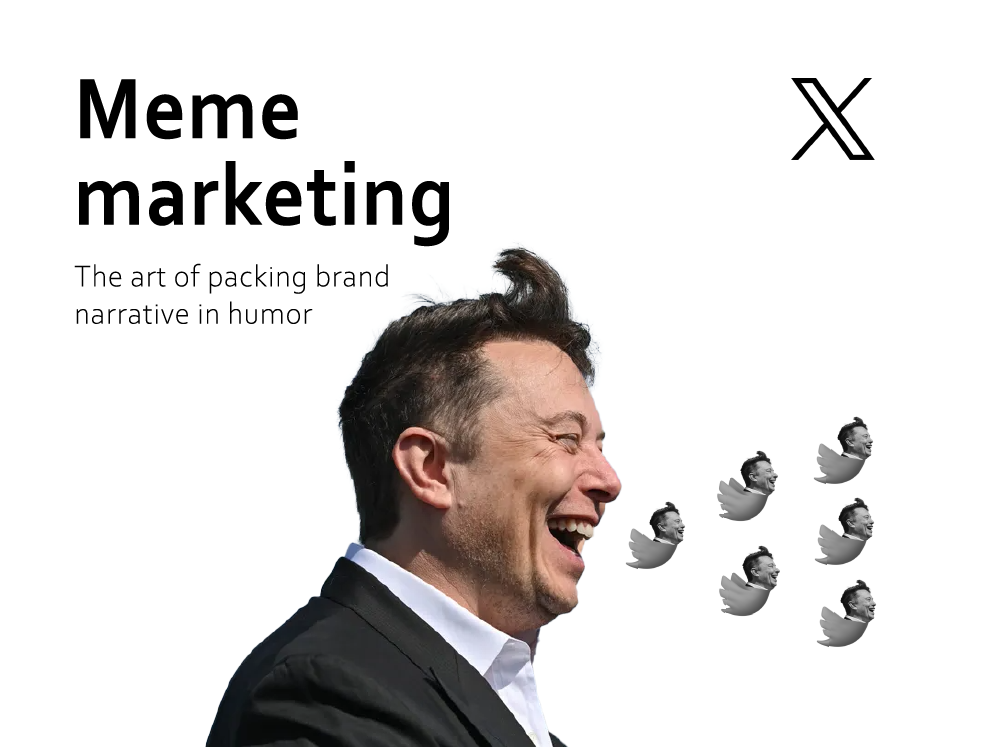 Meme
marketing
The art of packing brand
narrative in humor
X